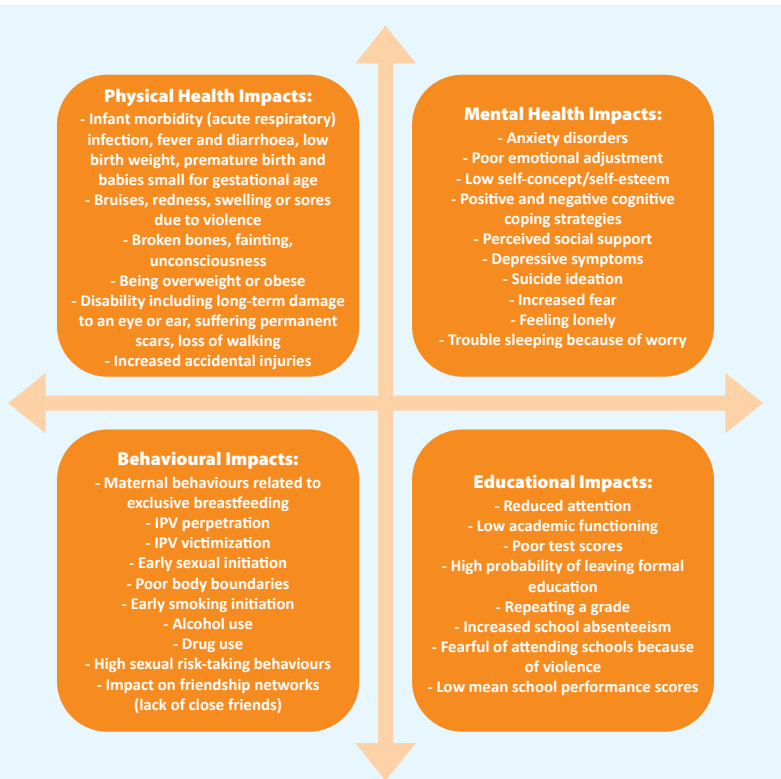 Physical Health Impacts:
- Infant morbidity (acute respiratory)
infection, fever and diarrhoea, low
birth weight, premature birth and
babies small for gestational age
- Bruises, redness, swelling or sores
due to violence
- Broken bones, fainting,
unconsciousness
- Being overweight or obese
- Disability including long-term damage
to an eye or ear, suffering permanent
scars, loss of walking
- Increased accidental injuries
Mental Health Impacts:
- Anxiety disorders
- Poor emotional adjustment
- Low self-concept/self-esteem
- Positive and negative cognitive
coping strategies
- Perceived social support
- Depressive symptoms
- Suicide ideation
- Increased fear
- Feeling lonely
- Trouble sleeping because of worry
Behavioural Impacts:
- Maternal behaviours related to
exclusive breastfeeding
- IPV perpetration
- IPV victimization
- Early sexual initiation
- Poor body boundaries
- Early smoking initiation
- Alcohol use
- Drug use
- High sexual risk-taking behaviours
- Impact on friendship networks
(lack of close friends)
Educational Impacts:
- Reduced attention
- Low academic functioning
- Poor test scores
- High probability of leaving formal
education
- Repeating a grade
- Increased school absenteeism
- Fearful of attending schools because
of violence
- Low mean school performance scores